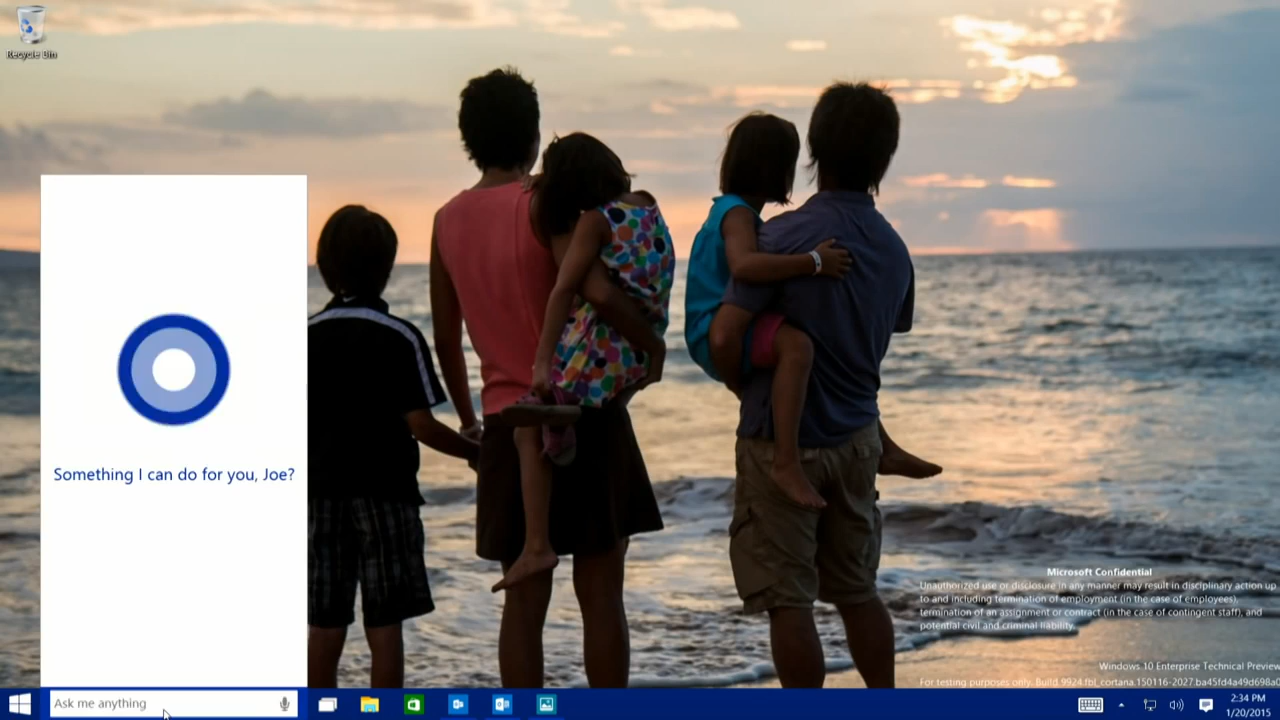 Recycle Bin
Something I can do for you, Joe?
Microsoft Confidential
Unauthorized use or disclosure in any manner may result in disciplinary action up
to and including termination of employment (in the case of employees),
termination of an assignment or contract (in the case of contingent staff), and
potential civil and criminal liability.
Windows 10 Enterprise Technical Preview
For testing purposes only. Build 9924.fbl_cortana.150116-2027.ba45fd4a49d698a0
Ask me anything
2:34 PM
1/20/2015